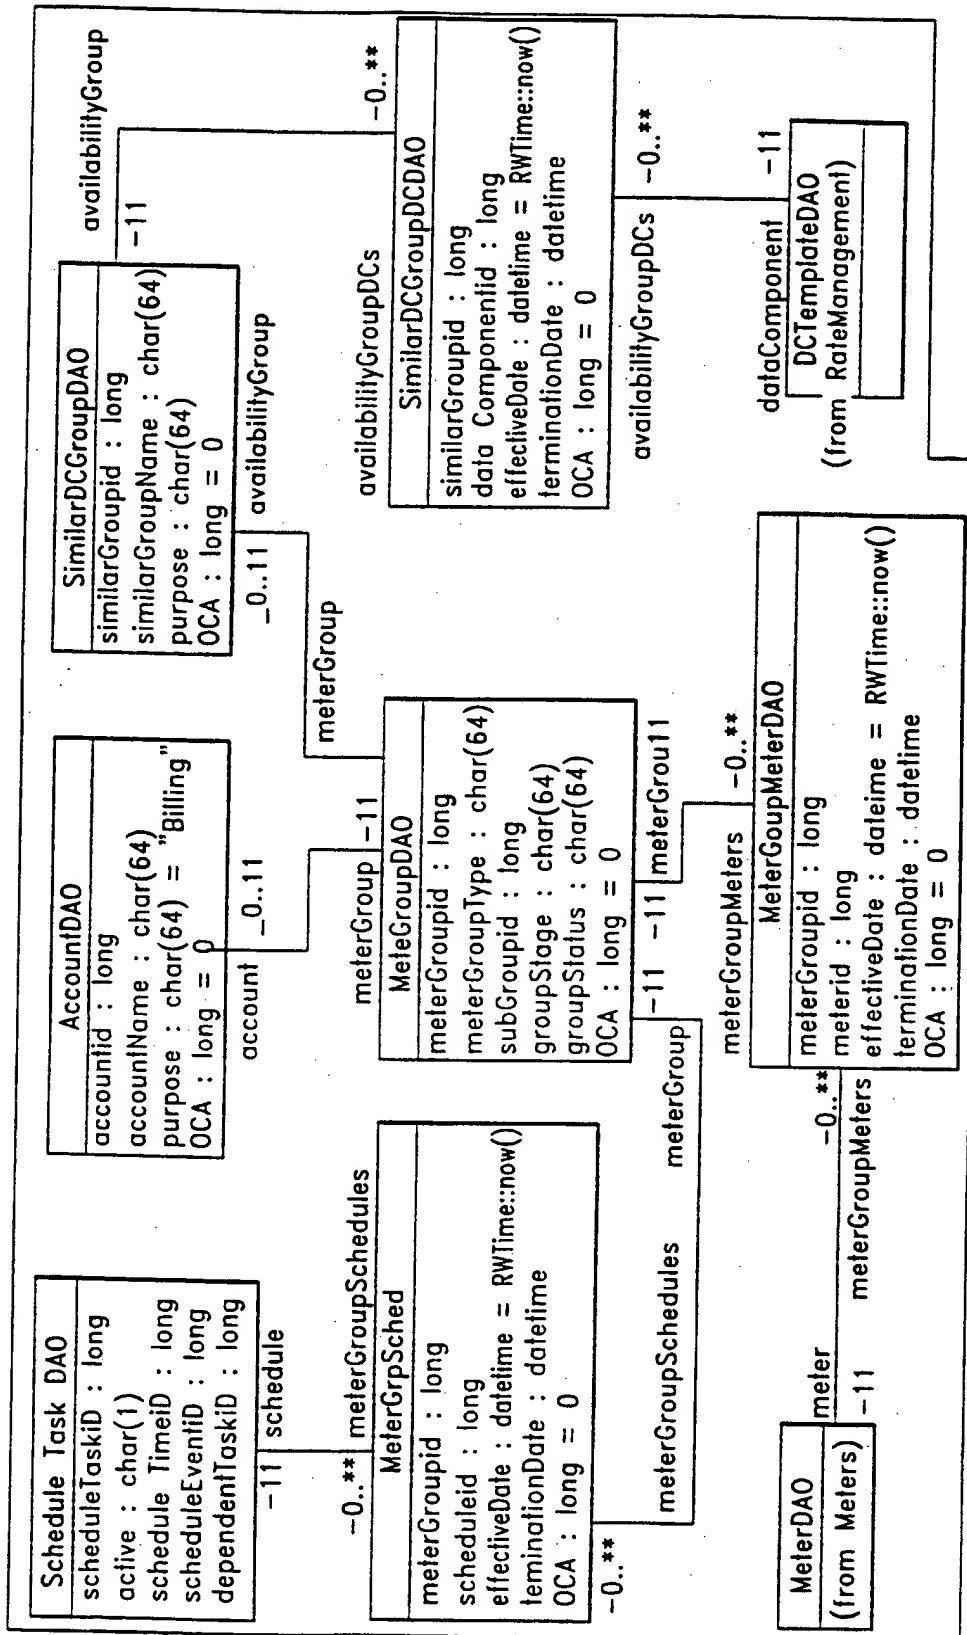 Schedule Task DAO
scheduleTaskiD : long
active : char(1)
schedule TimeiD : long
scheduleEventiD : long
dependentTaskiD : long
-11
schedule
-0..**
meterGroupSchedules
MeterGrpSched
meterGroupid : long
scheduleid : long
effectiveDate : datetime = RWTime::now()
teminationDate : datetime
OCA : long = 0
-0..**
meterGroupSchedules
meterGroup
AccountDAO
accountid : long
accountName : char(64)
purpose : char(64) = "Billing"
OCA : long = 0
account
_0..11
meterGroup
-11
MeteGroupDAO
meterGroupid : long
meterGroupType : char(64)
subGroupid : long
groupStage : char(64)
groupStatus : char(64)
OCA : long = 0
-11
-11
meterGrou11
meterGroupMeters
-0..**
MeterGoupMeterDAO
meterGroupid : long
meterid : long
effectiveDate : dateime = RWTime::now()
terminationDate : datetime
OCA : long = 0
-0..**
meterGroupMeters
meter
-11
MeterDAO
(from Meters)
SimilarDCGroupDAO
similarGroupid : long
similarGroupName : char(64)
purpose : char(64)
OCA : long = 0
_0..11
availabilityGroup
meterGroup
-11
availabilityGroup
availabilityGroupDCs
-0..**
SimilarDCGroupDCDAO
similarGroupid : long
data Componentid : long
effectiveDate : datetime = RWTime::now()
terminationDate : datetime
OCA : long = 0
availabilityGroupDCs
-0..**
dataComponent
-11
DCTemplateDAO
(from RateManagement)